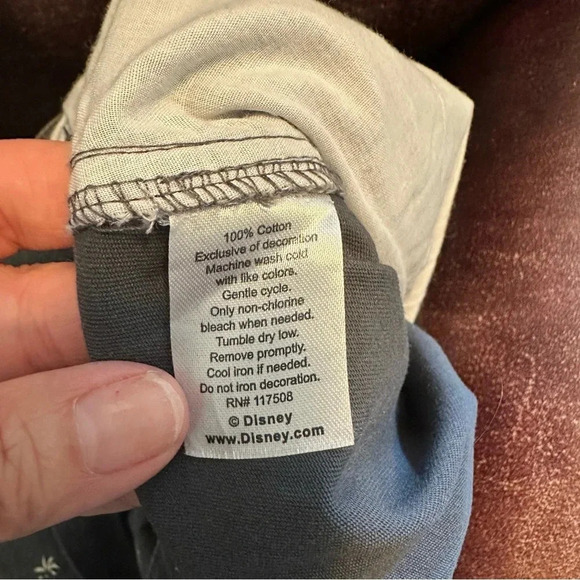 100% Cotton
Exclusive of decoration
Machine wash cold
with like colors.
Gentle cycle.
Only non-chlorine
bleach when needed.
Tumble dry low.
Remove promptly.
Cool iron if needed.
Do not iron decoration.
RN# 117508
© Disney
www.Disney.com